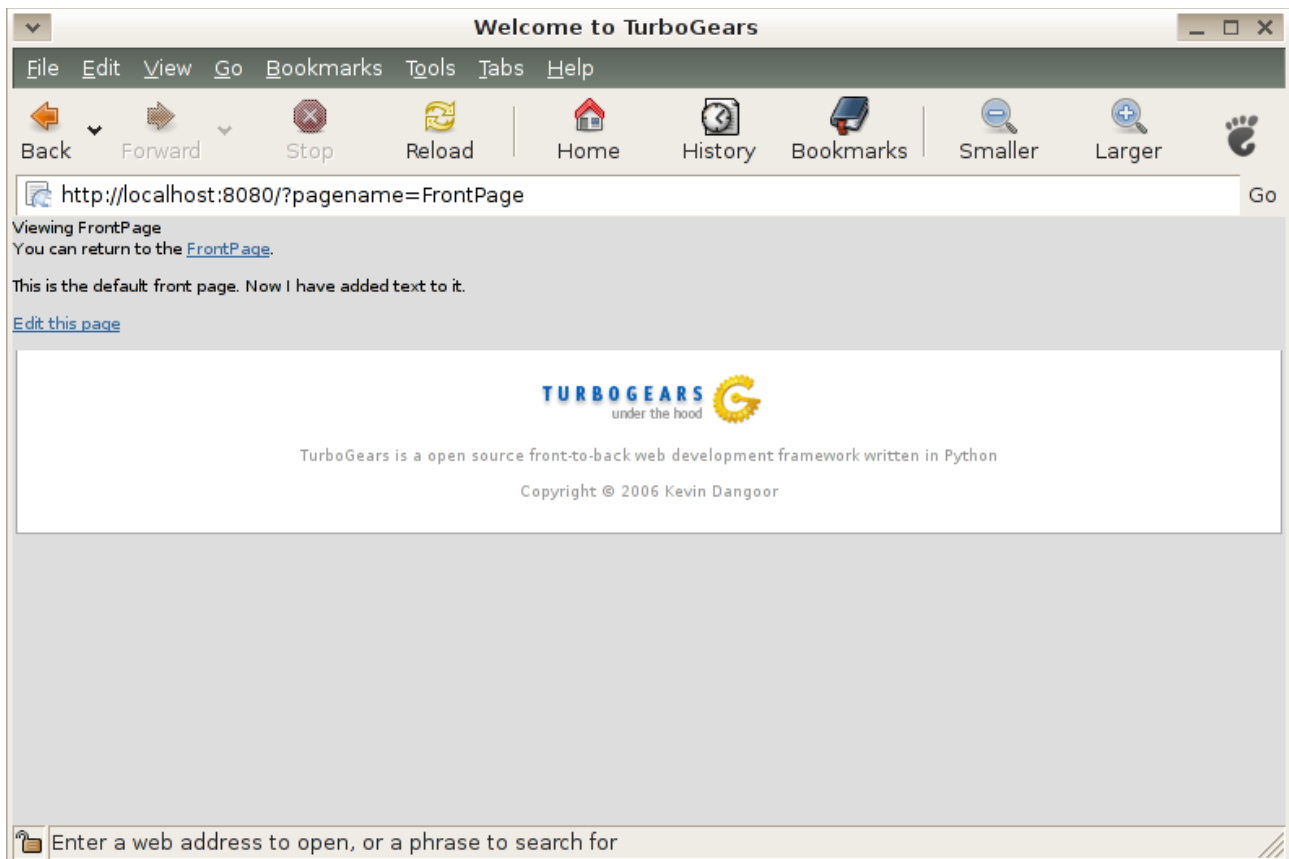 Welcome to TurboGears
File Edit View Go Bookmarks Tools Tabs Help
Back Forward Stop Reload Home History Bookmarks Smaller Larger
http://localhost:8080/?pagename=FrontPage Go
Viewing FrontPage
You can return to the FrontPage.
This is the default front page. Now I have added text to it.
Edit this page
TURBOGEARS
under the hood
TurboGears is a open source front-to-back web development framework written in Python
Copyright © 2006 Kevin Dangoor
Enter a web address to open, or a phrase to search for